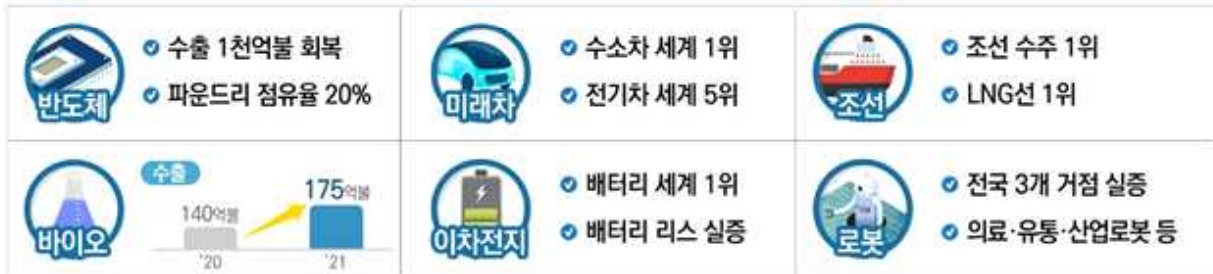 반도체
수출 1천억불 회복
파운드리 점유율 20%
미래차
수소차 세계 1위
전기차 세계 5위
조선
조선 수주 1위
LNG선 1위
바이오
수출
140억불
175억불
'20
'21
이차전지
배터리 세계 1위
배터리 리스 실증
로봇
전국 3개 거점 실증
의료·유통·산업로봇 등